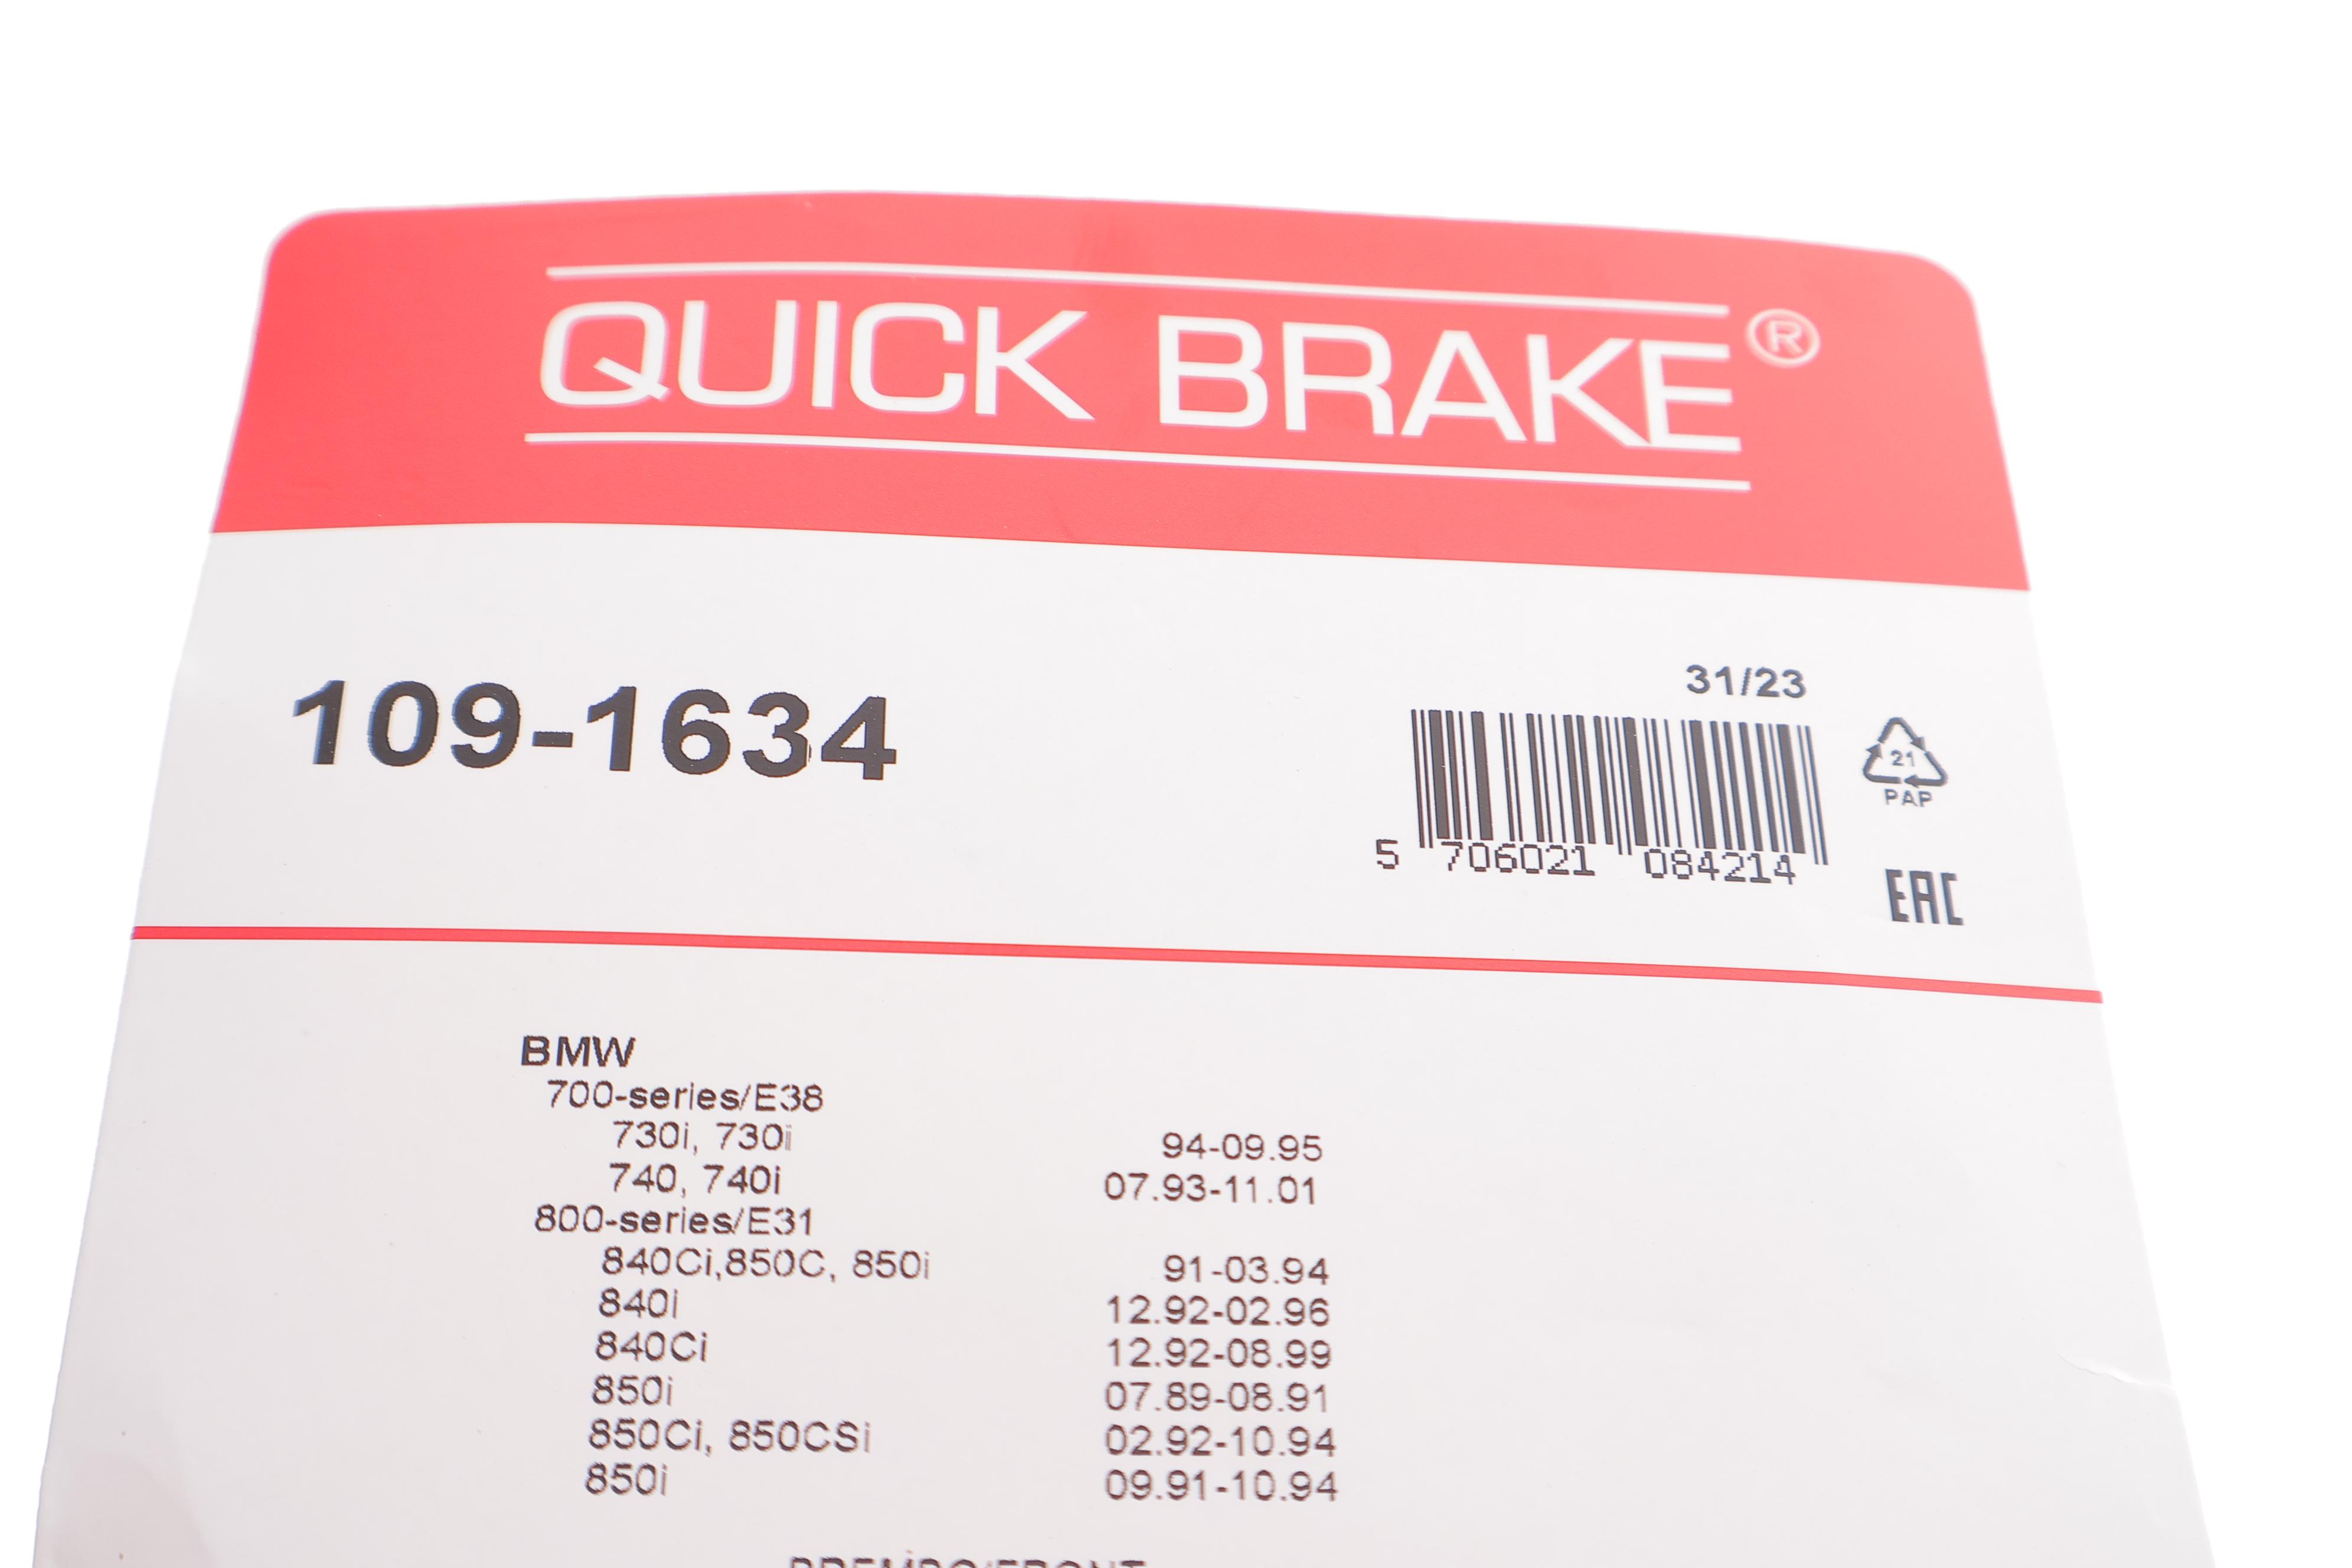 QUICK BRAKE®
109-1634
31/23
5 706021 084214
21
PAP
EAC
BMW
700-series/E38
730i, 730i 94-09.95
740, 740i 07.93-11.01
800-series/E31
840Ci,850C, 850i 91-03.94
840i 12.92-02.96
840Ci 12.92-08.99
850i 07.89-08.91
850Ci, 850CSi 02.92-10.94
850i 09.91-10.94